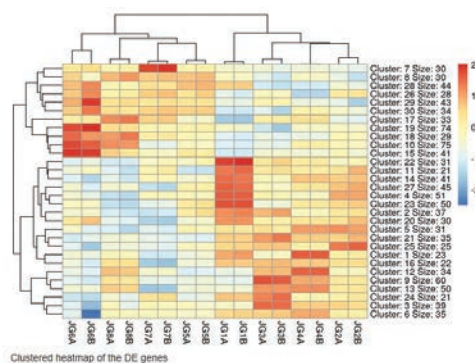 2
Cluster: 7 Size: 30
Cluster: 8 Size: 30
Cluster: 28 Size: 44
Cluster: 26 Size: 28
Cluster: 29 Size: 43
Cluster: 30 Size: 34
Cluster: 17 Size: 33
Cluster: 19 Size: 74
Cluster: 18 Size: 29
Cluster: 10 Size: 75
Cluster: 15 Size: 41
Cluster: 22 Size: 31
Cluster: 11 Size: 21
Cluster: 14 Size: 41
Cluster: 27 Size: 45
Cluster: 4 Size: 51
Cluster: 23 Size: 50
Cluster: 2 Size: 37
Cluster: 20 Size: 30
Cluster: 5 Size: 31
Cluster: 21 Size: 35
Cluster: 25 Size: 25
Cluster: 1 Size: 23
Cluster: 16 Size: 22
Cluster: 12 Size: 34
Cluster: 9 Size: 60
Cluster: 13 Size: 50
Cluster: 24 Size: 21
Cluster: 3 Size: 39
Cluster: 6 Size: 35
JG6A JG6B JG8A JG8B JG7A JG7B JG5A JG5B JG1A JG1B JG3A JG3B JG4A JG4B JG2A JG2B
Clustered heatmap of the DE genes